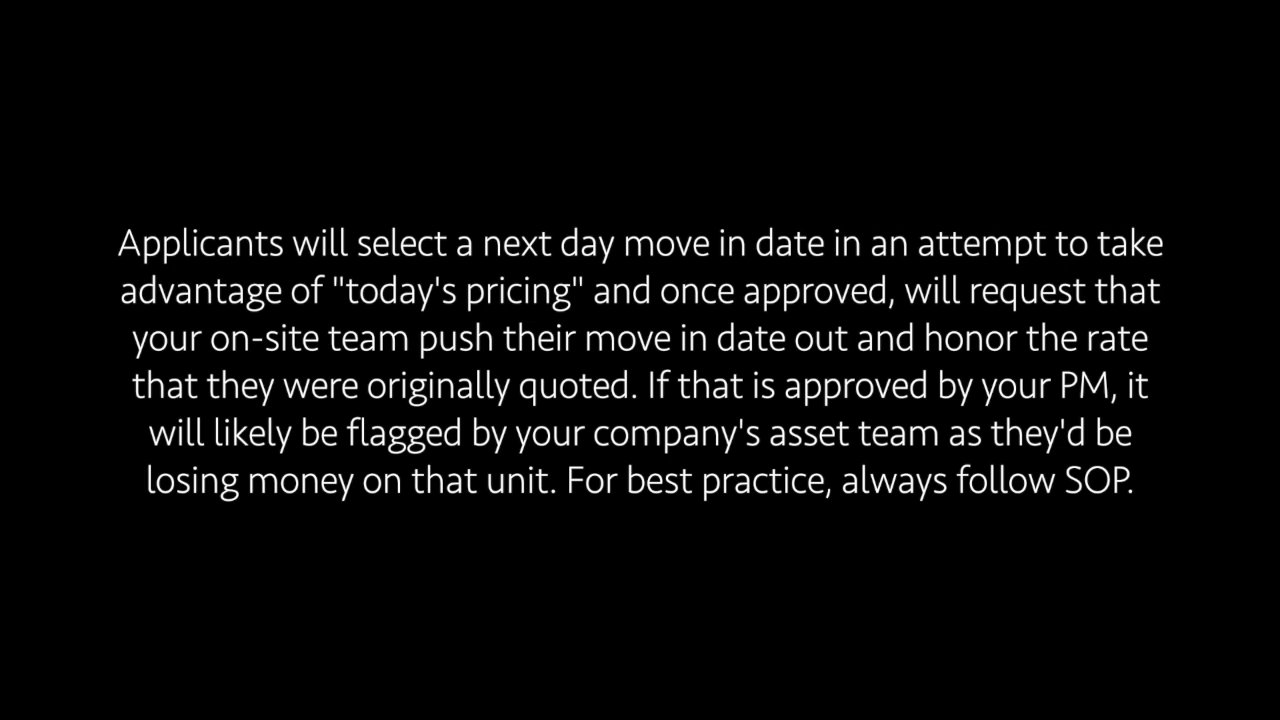 Applicants will select a next day move in date in an attempt to take
advantage of "today's pricing" and once approved, will request that
your on-site team push their move in date out and honor the rate
that they were originally quoted. If that is approved by your PM, it
will likely be flagged by your company's asset team as they'd be
losing money on that unit. For best practice, always follow SOP.